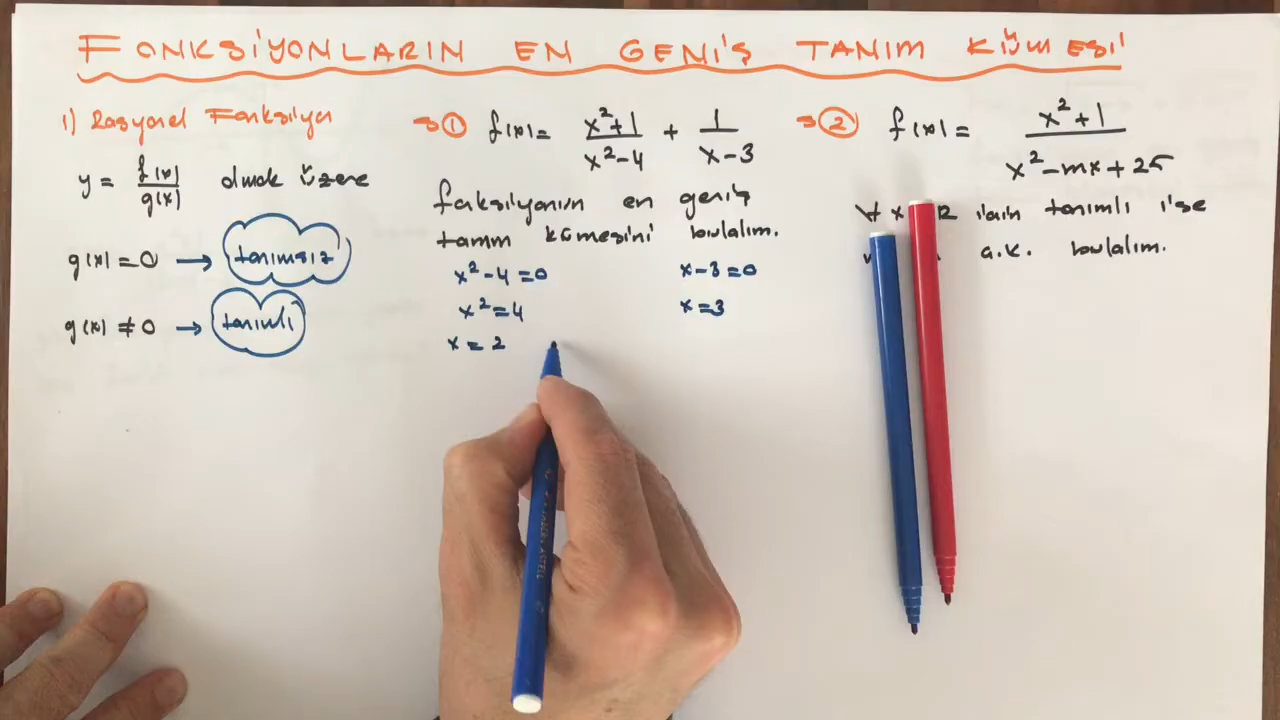 FONKSİYONLARIN EN GENİŞ TANIM KÜMESİ
1) Rasyonel Fonksiyon
y = f(x)/g(x) olmak üzere
g(x) = 0 → tanımsız
g(x) ≠ 0 → tanımlı
⇒ ① f(x) = x²+1/x²-4 + 1/x-3
fonksiyonun en geniş
tanım kümesini bulalım.
x²-4=0 x-3=0
x²=4 x=3
x = 2
⇒ ② f(x) = x²+1/x²-mx+25
∀x R için tanımlı ise
a.k. bulalım.